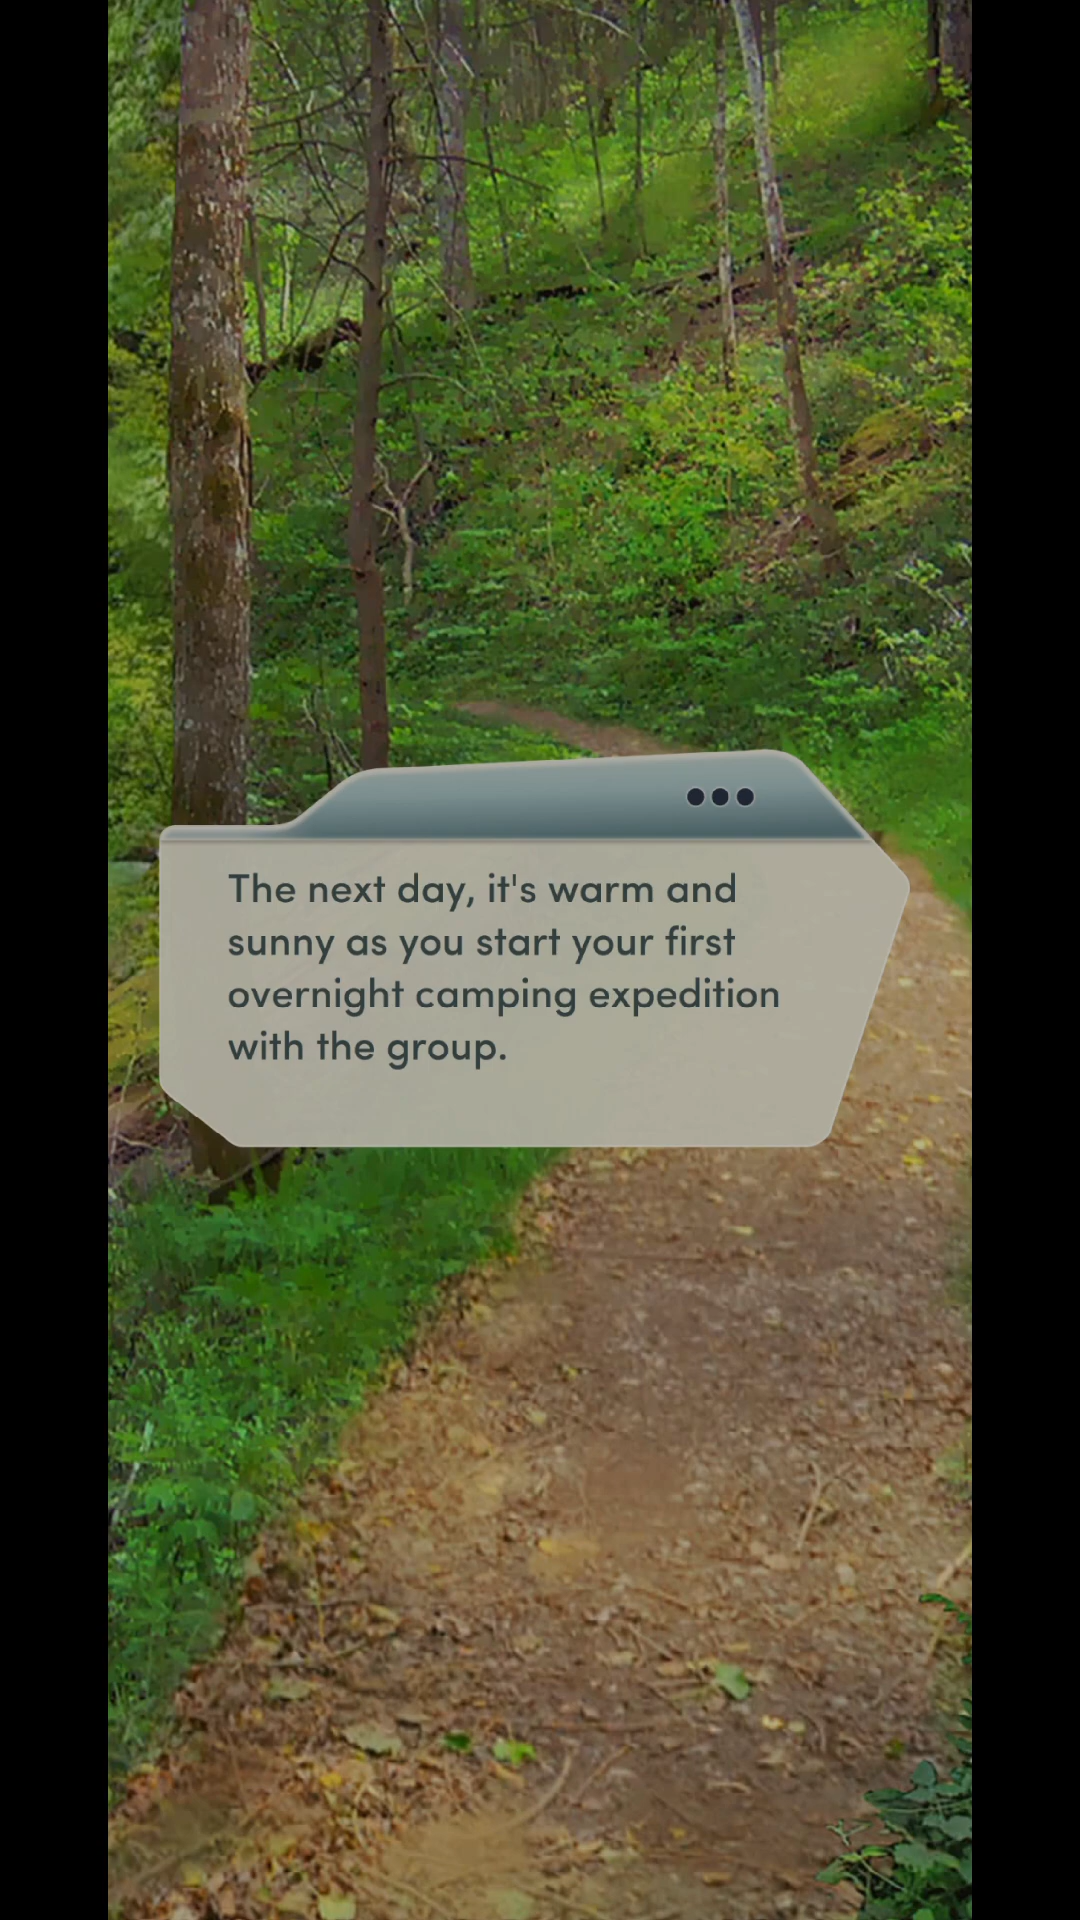 The next day, it's warm and
sunny as you start your first
overnight camping expedition
with the group.